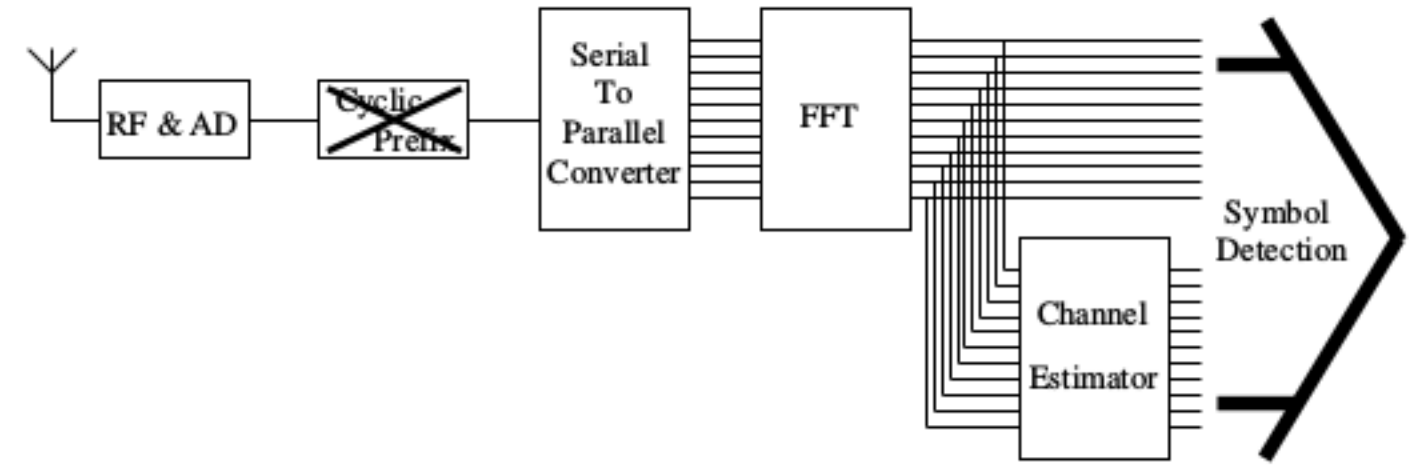 RF & AD
Cyclic
Prefix
Serial
To
Parallel
Converter
FFT
Channel
Estimator
Symbol
Detection